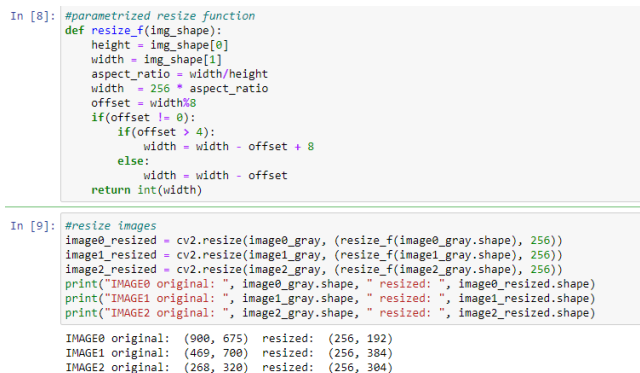 In [8]: #parametrized resize function
def resize_f(img_shape):
    height = img_shape[0]
    width = img_shape[1]
    aspect_ratio = width/height
    width  = 256 * aspect_ratio
    offset = width%8
    if(offset != 0):
        if(offset > 4):
            width = width - offset + 8
        else:
            width = width - offset
    return int(width)
In [9]: #resize images
image0_resized = cv2.resize(image0_gray, (resize_f(image0_gray.shape), 256))
image1_resized = cv2.resize(image1_gray, (resize_f(image1_gray.shape), 256))
image2_resized = cv2.resize(image2_gray, (resize_f(image2_gray.shape), 256))
print("IMAGE0 original: ", image0_gray.shape, " resized: ", image0_resized.shape)
print("IMAGE1 original: ", image1_gray.shape, " resized: ", image1_resized.shape)
print("IMAGE2 original: ", image2_gray.shape, " resized: ", image2_resized.shape)
IMAGE0 original:  (900, 675)  resized:  (256, 192)
IMAGE1 original:  (469, 700)  resized:  (256, 384)
IMAGE2 original:  (268, 320)  resized:  (256, 304)